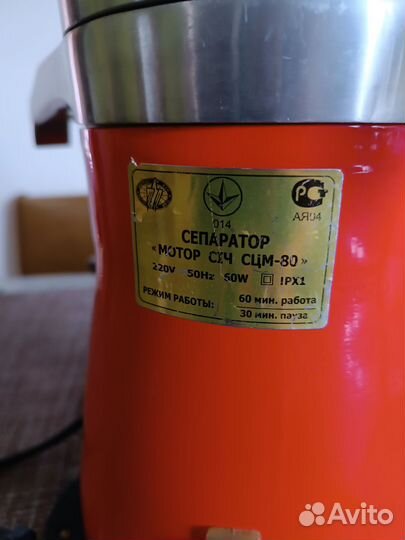 РСТ
014
АЯ04
СЕПАРАТОР
«МОТОР СІЧ СЦМ-80»
220V 50Hz 60W IPX1
РЕЖИМ РАБОТЫ: 60 мин. работа
30 мин. пауза
Avito